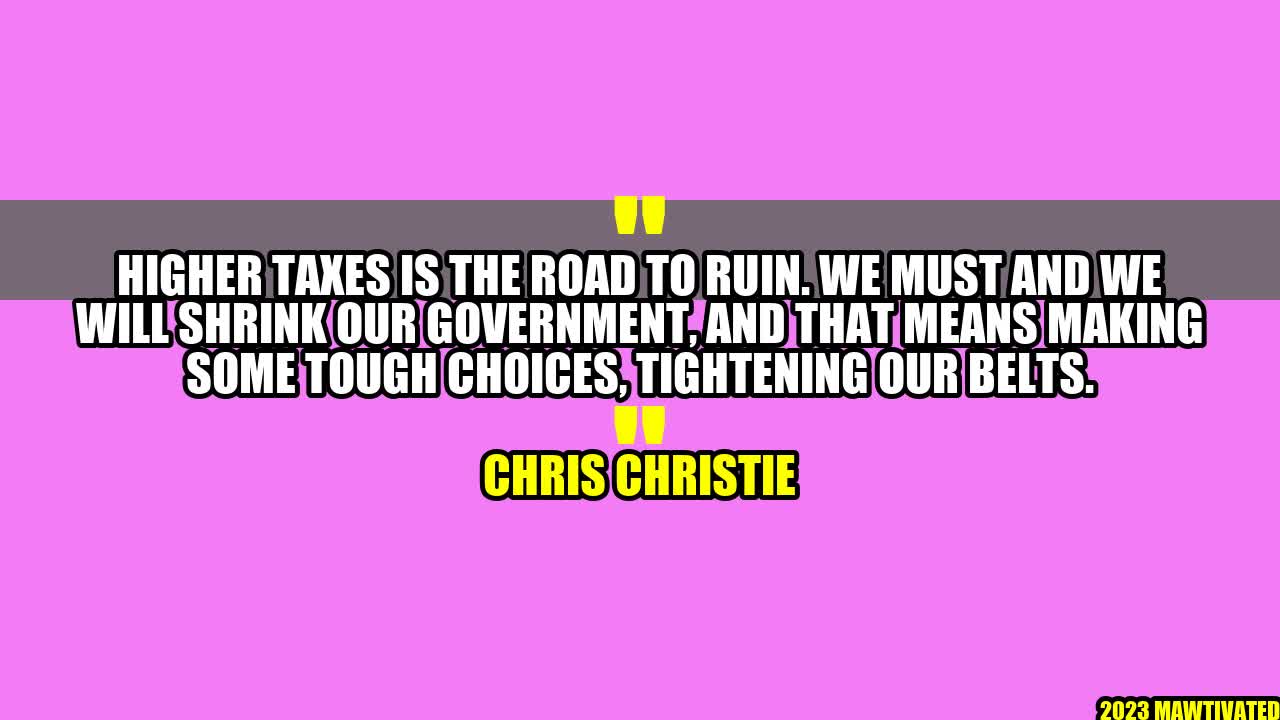 "
HIGHER TAXES IS THE ROAD TO RUIN. WE MUST AND WE
WILL SHRINK OUR GOVERNMENT, AND THAT MEANS MAKING
SOME TOUGH CHOICES, TIGHTENING OUR BELTS.
"
CHRIS CHRISTIE
2023 MAWTIVATED